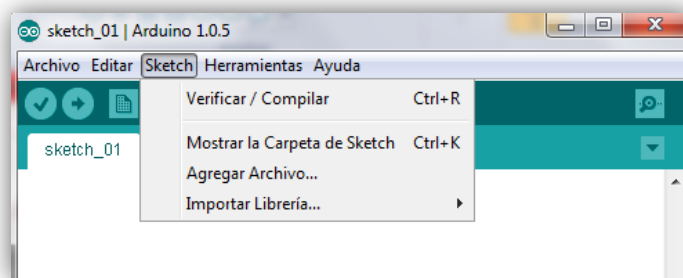 sketch_01 | Arduino 1.0.5
Archivo Editar Sketch Herramientas Ayuda
Verificar / Compilar Ctrl+R
Mostrar la Carpeta de Sketch Ctrl+K
sketch_01
Agregar Archivo...
Importar Librería...